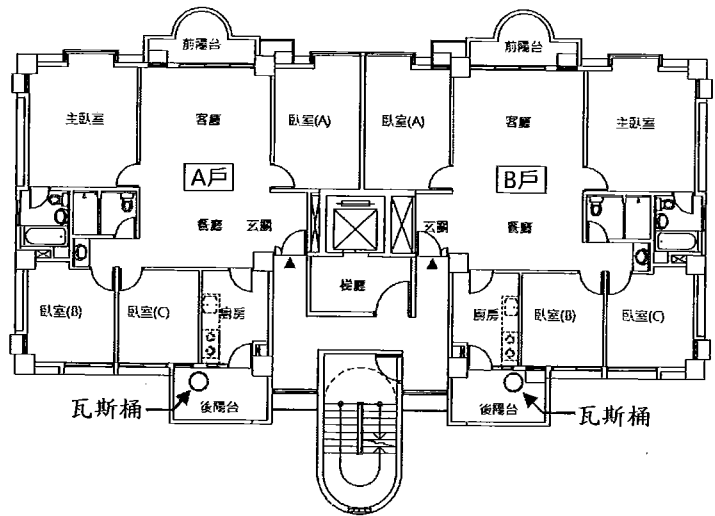 前陽台
前陽台
主臥室
客廳
臥室(A)
臥室(A)
客廳
主臥室
A戶
B戶
餐廳
玄關
玄關
餐廳
梯廳
臥室(B)
臥室(C)
廚房
廚房
臥室(B)
臥室(C)
瓦斯桶
後陽台
後陽台
瓦斯桶